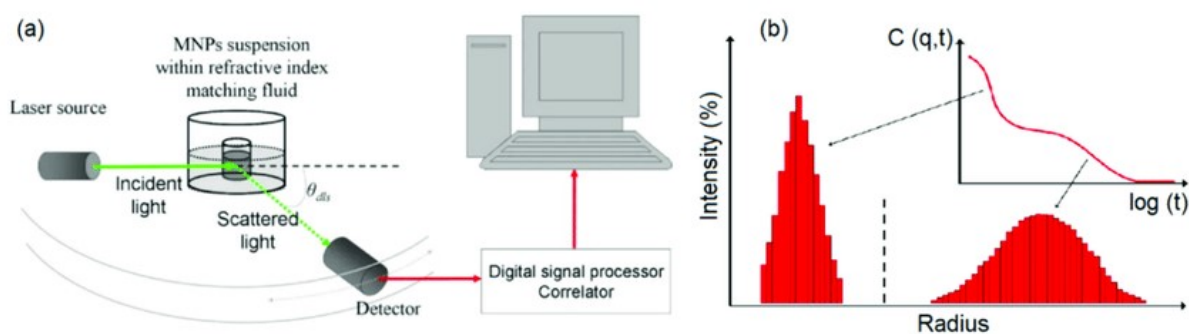 (a)
MNPs suspension
within refractive index
matching fluid
Laser source
Incident
light
θdls
Scattered
light
Detector
Digital signal processor
Correlator
(b)
C (q,t)
log (t)
Intensity (%)
Radius